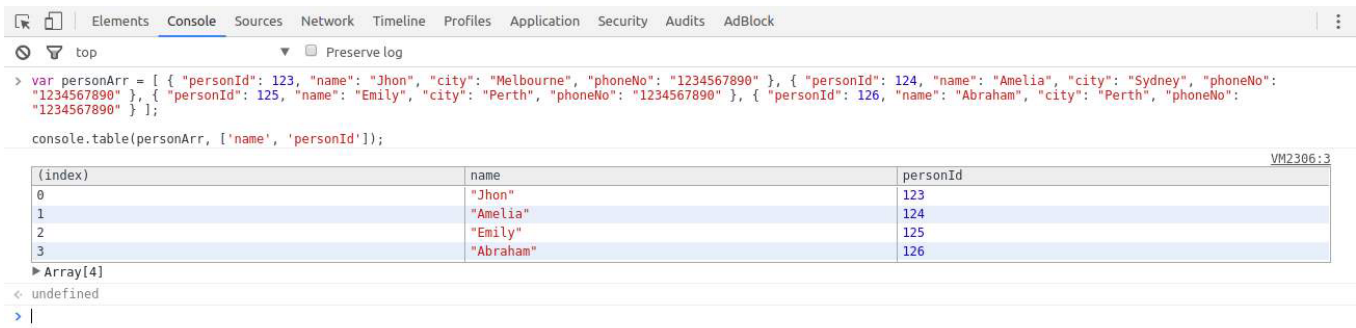 Elements Console Sources Network Timeline Profiles Application Security Audits AdBlock
top Preserve log
> var personArr = [ { "personId": 123, "name": "Jhon", "city": "Melbourne", "phoneNo": "1234567890" }, { "personId": 124, "name": "Amelia", "city": "Sydney", "phoneNo":
"1234567890" }, { "personId": 125, "name": "Emily", "city": "Perth", "phoneNo": "1234567890" }, { "personId": 126, "name": "Abraham", "city": "Perth", "phoneNo":
"1234567890" } ];
console.table(personArr, ['name', 'personId']);
VM2306:3
(index) name personId
0 "Jhon" 123
1 "Amelia" 124
2 "Emily" 125
3 "Abraham" 126
Array[4]
undefined
>